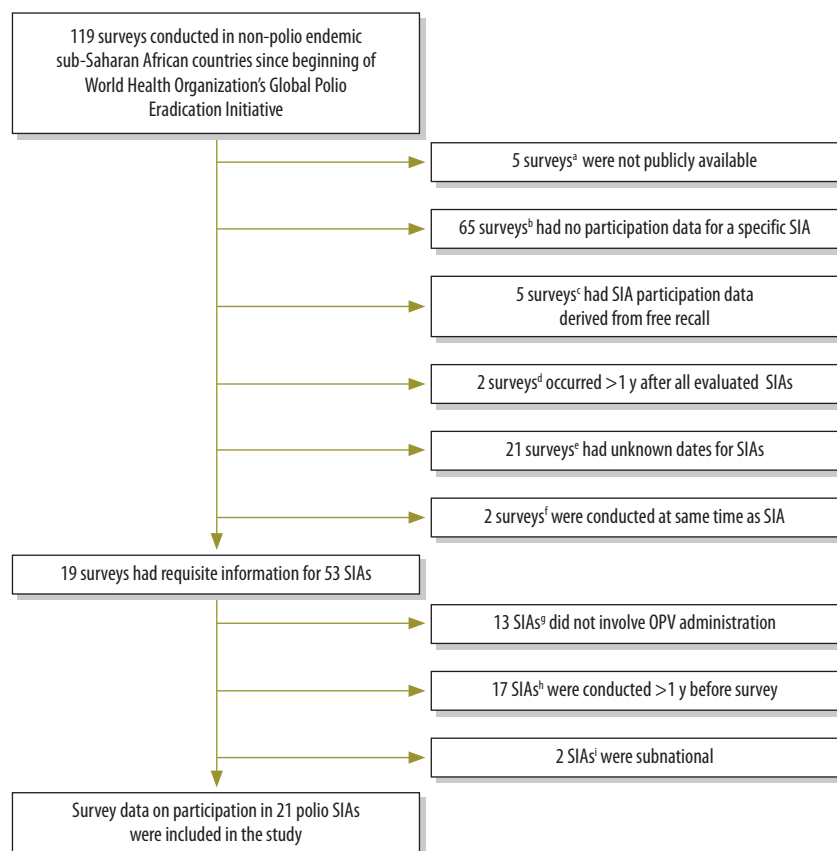 119 surveys conducted in non-polio endemic
sub-Saharan African countries since beginning of
World Health Organization's Global Polio
Eradication Initiative
5 surveysᵃ were not publicly available
65 surveysᵇ had no participation data for a specific SIA
5 surveysᶜ had SIA participation data
derived from free recall
2 surveysᵈ occurred >1 y after all evaluated SIAs
21 surveysᵉ had unknown dates for SIAs
2 surveysᶠ were conducted at same time as SIA
19 surveys had requisite information for 53 SIAs
13 SIAsᵍ did not involve OPV administration
17 SIAsʰ were conducted >1 y before survey
2 SIAsⁱ were subnational
Survey data on participation in 21 polio SIAs
were included in the study